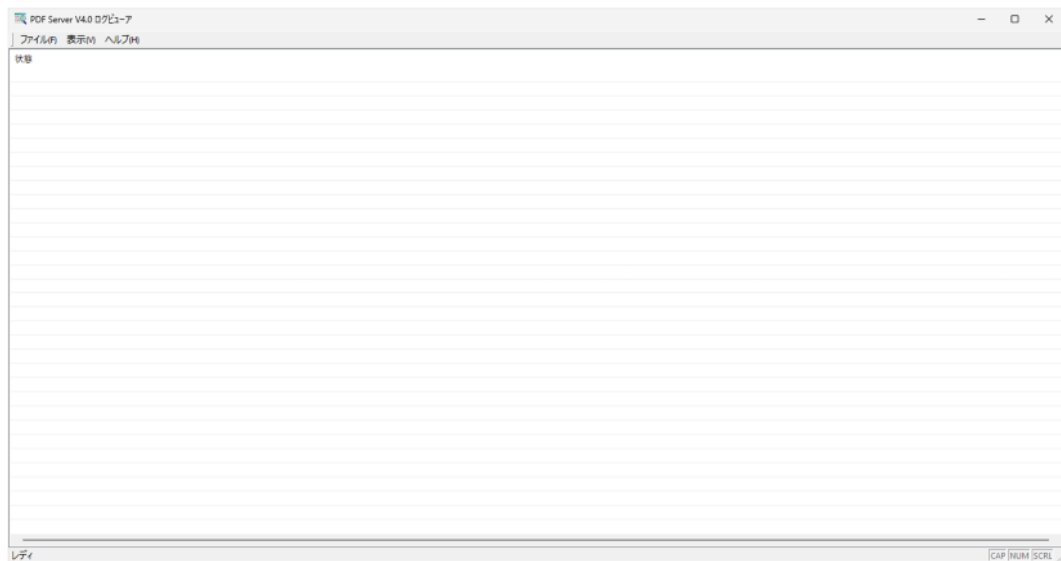 PDF Server V4.0 ログビューア
ファイル(F) 表示(V) ヘルプ(H)
状態
レディ
CAP NUM SCRL